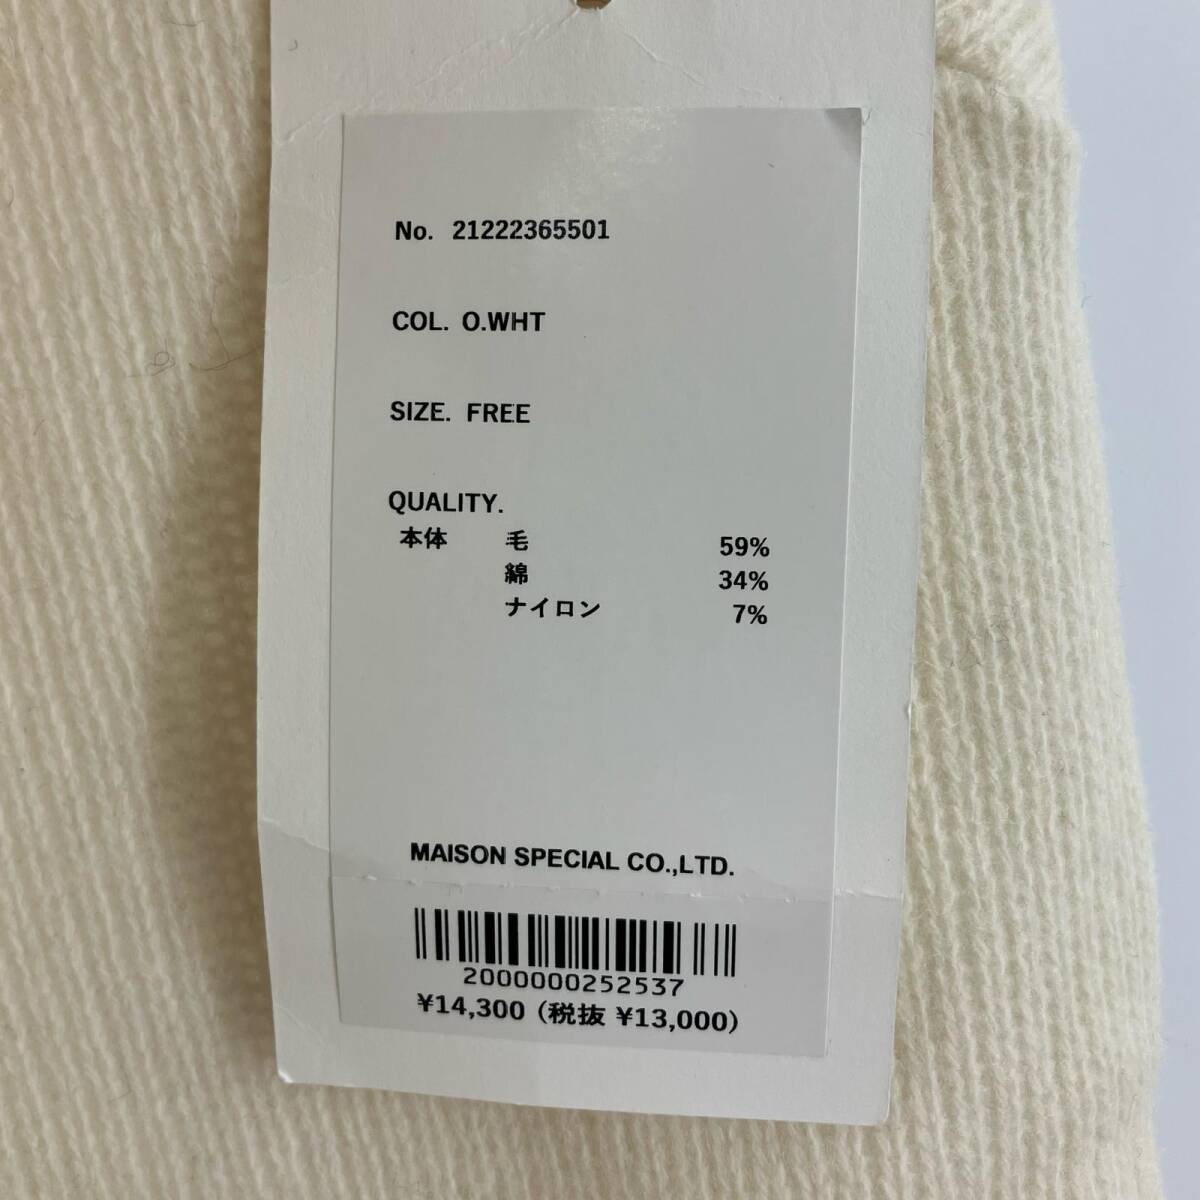 No. 21222365501
COL. O.WHT
SIZE. FREE
QUALITY.
本体 毛 59%
綿 34%
ナイロン 7%
MAISON SPECIAL CO.,LTD.
2000000252537
¥14,300 (税抜 ¥13,000)